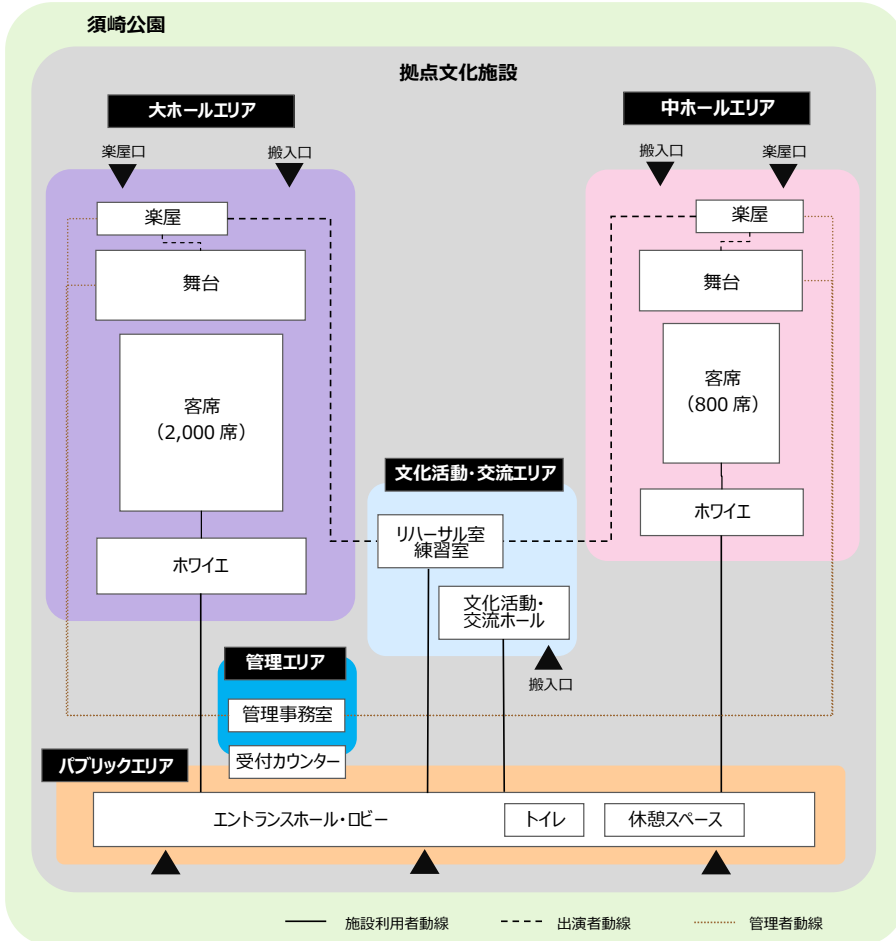 須崎公園
拠点文化施設
大ホールエリア
中ホールエリア
楽屋口
搬入口
搬入口
楽屋口
楽屋
楽屋
舞台
舞台
客席
（2,000 席）
客席
（800 席）
文化活動・交流エリア
ホワイエ
リハーサル室
練習室
ホワイエ
文化活動・
交流ホール
管理エリア
搬入口
管理事務室
受付カウンター
パブリックエリア
エントランスホール・ロビー
トイレ
休憩スペース
施設利用者動線
出演者動線
管理者動線